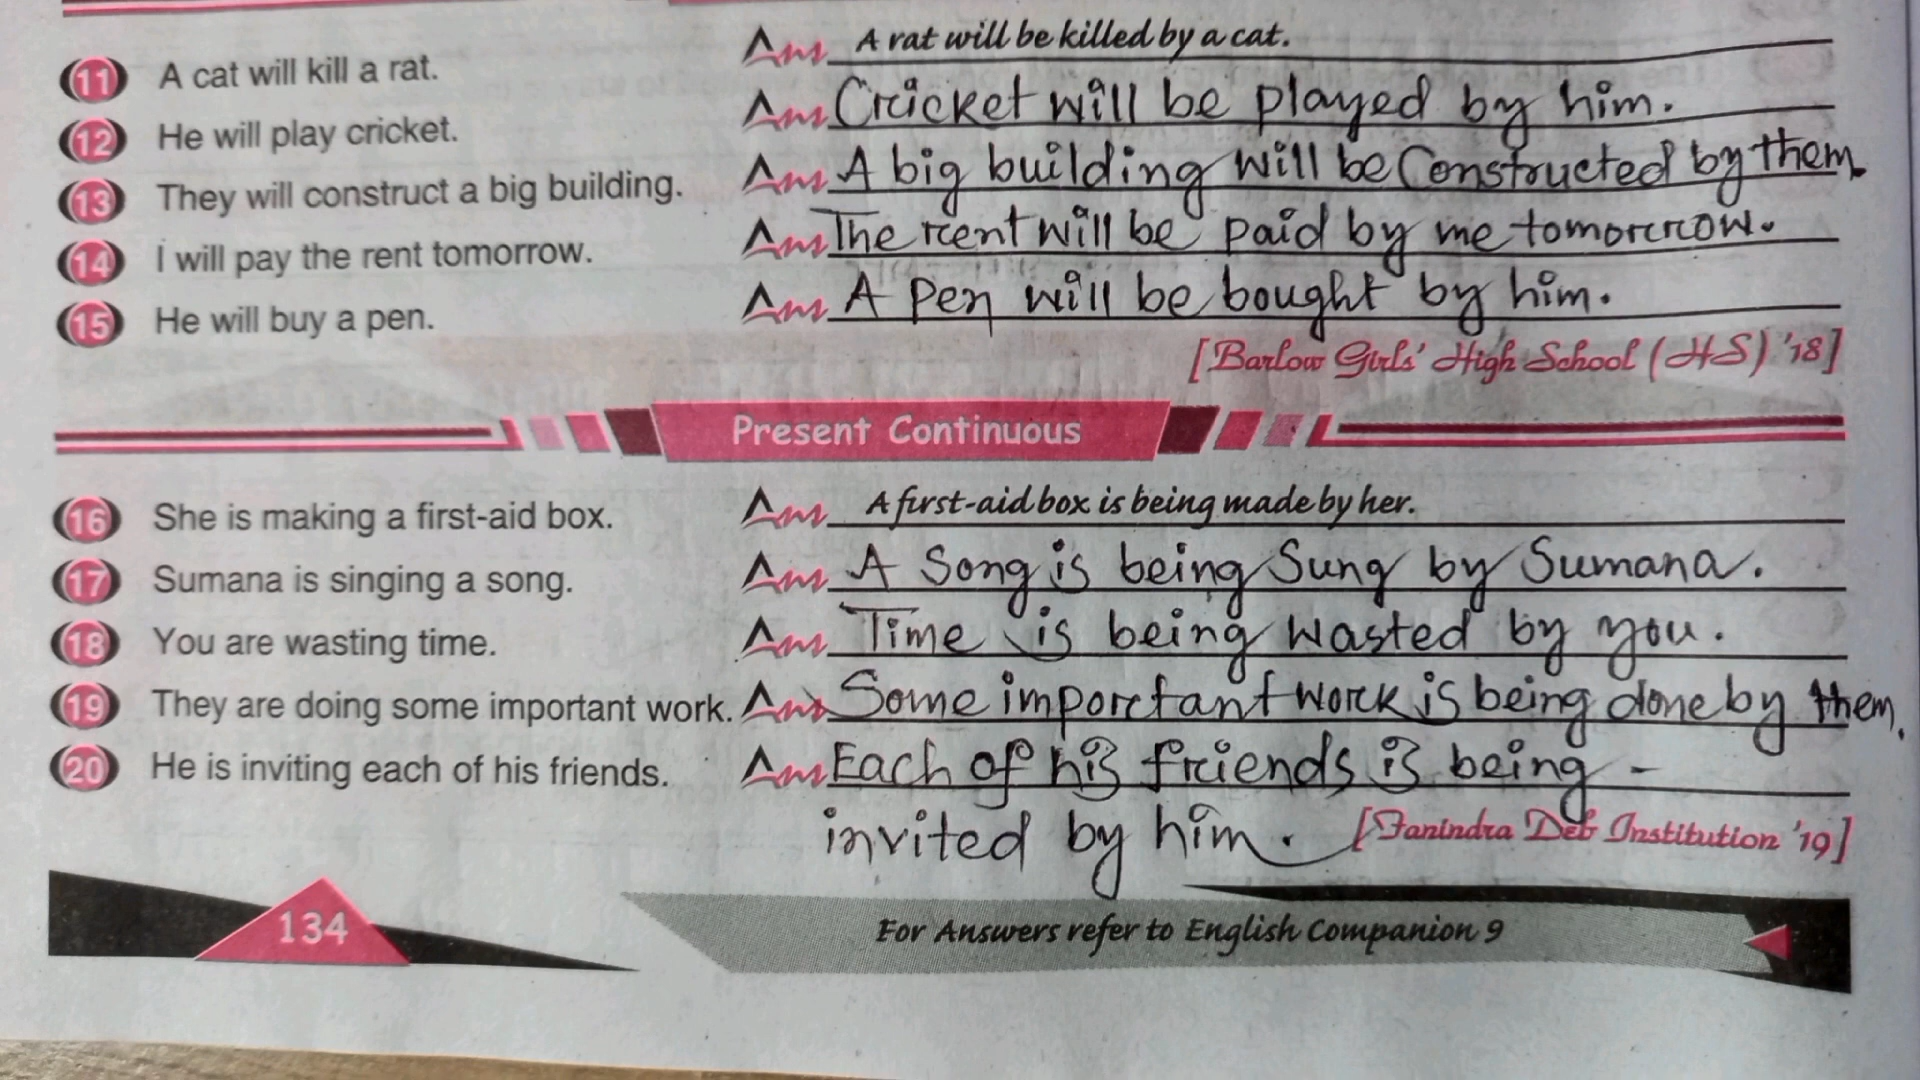 11 A cat will kill a rat. Ans A rat will be killed by a cat.
12 He will play cricket. Ans Cricket will be played by him.
13 They will construct a big building. Ans A big building will be Constructed by them.
14 I will pay the rent tomorrow. Ans The rent will be paid by me tomorrow.
15 He will buy a pen. Ans A Pen will be bought by him.
[Barlow Girls' High School (HS) '18]
Present Continuous
16 She is making a first-aid box. Ans A first-aid box is being made by her.
17 Sumana is singing a song. Ans A Song is being Sung by Sumana.
18 You are wasting time. Ans Time is being wasted by you.
19 They are doing some important work. Ans Some important work is being done by them.
20 He is inviting each of his friends. Ans Each of his friends is being -
invited by him. [Fanindra Deb Institution '19]
134 For Answers refer to English Companion 9